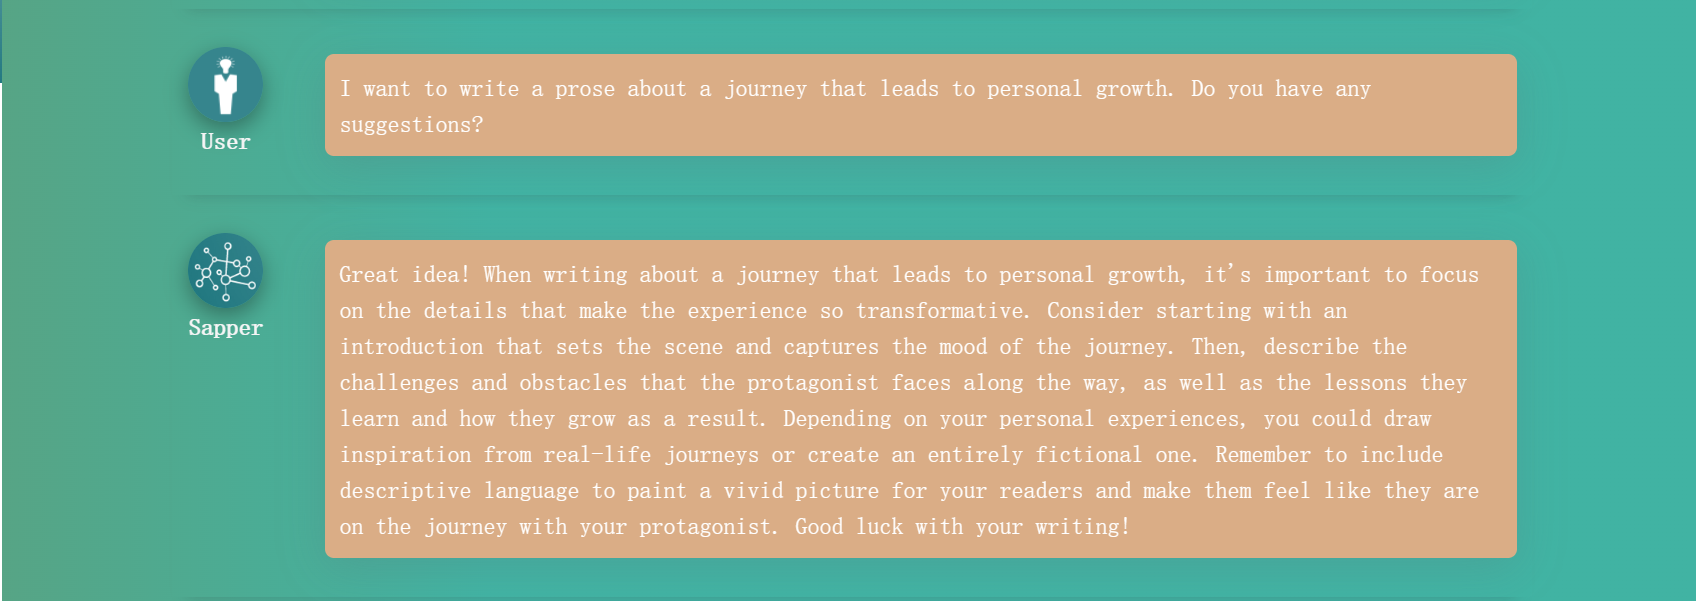 I want to write a prose about a journey that leads to personal growth. Do you have any
suggestions?
User
Great idea! When writing about a journey that leads to personal growth, it's important to focus
on the details that make the experience so transformative. Consider starting with an
introduction that sets the scene and captures the mood of the journey. Then, describe the
challenges and obstacles that the protagonist faces along the way, as well as the lessons they
learn and how they grow as a result. Depending on your personal experiences, you could draw
inspiration from real-life journeys or create an entirely fictional one. Remember to include
descriptive language to paint a vivid picture for your readers and make them feel like they are
on the journey with your protagonist. Good luck with your writing!
Sapper